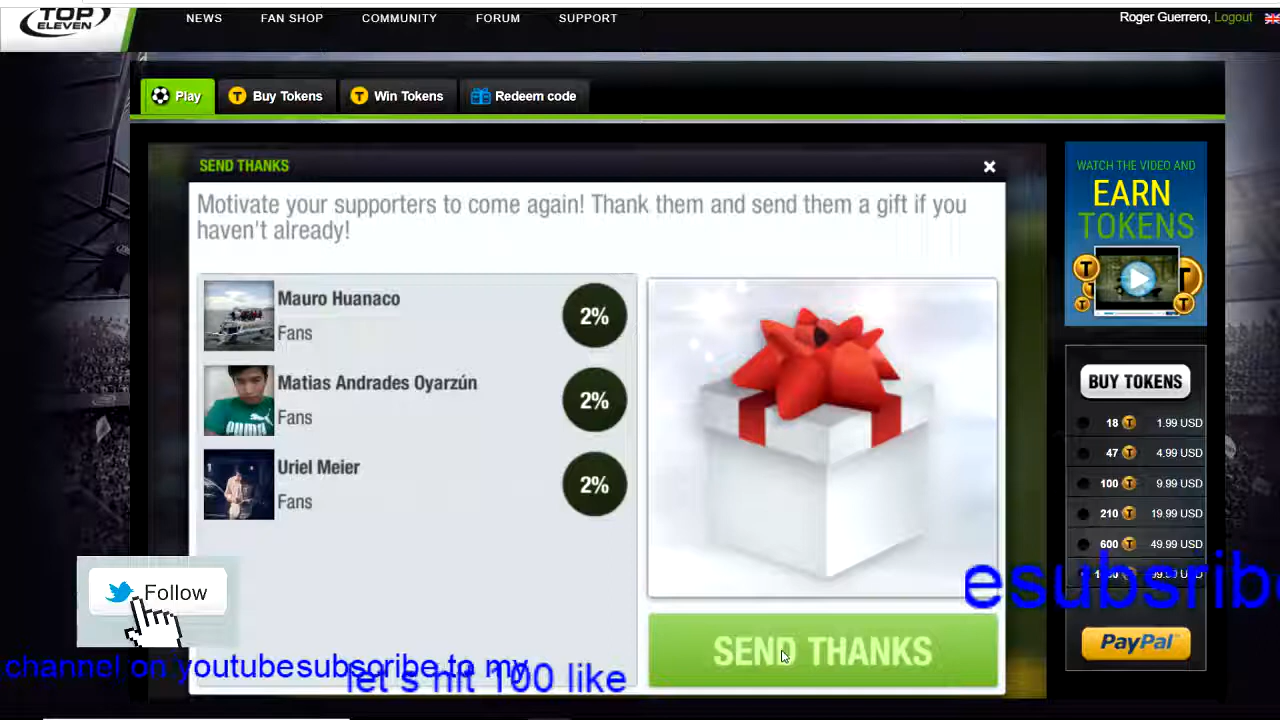 TOP ELEVEN
NEWS FAN SHOP COMMUNITY FORUM SUPPORT
Roger Guerrero, Logout
Play Buy Tokens Win Tokens Redeem code
SEND THANKS
Motivate your supporters to come again! Thank them and send them a gift if you
haven't already!
Mauro Huanaco
Fans
2%
Matias Andrades Oyarzún
Fans
2%
Uriel Meier
Fans
2%
SEND THANKS
WATCH THE VIDEO AND
EARN
TOKENS
BUY TOKENS
18 T 1.99 USD
47 T 4.99 USD
100 T 9.99 USD
210 T 19.99 USD
600 T 49.99 USD
USD
PayPal
Follow
channel on youtubesubscribe to my
let's hit 100 like
esubsribe